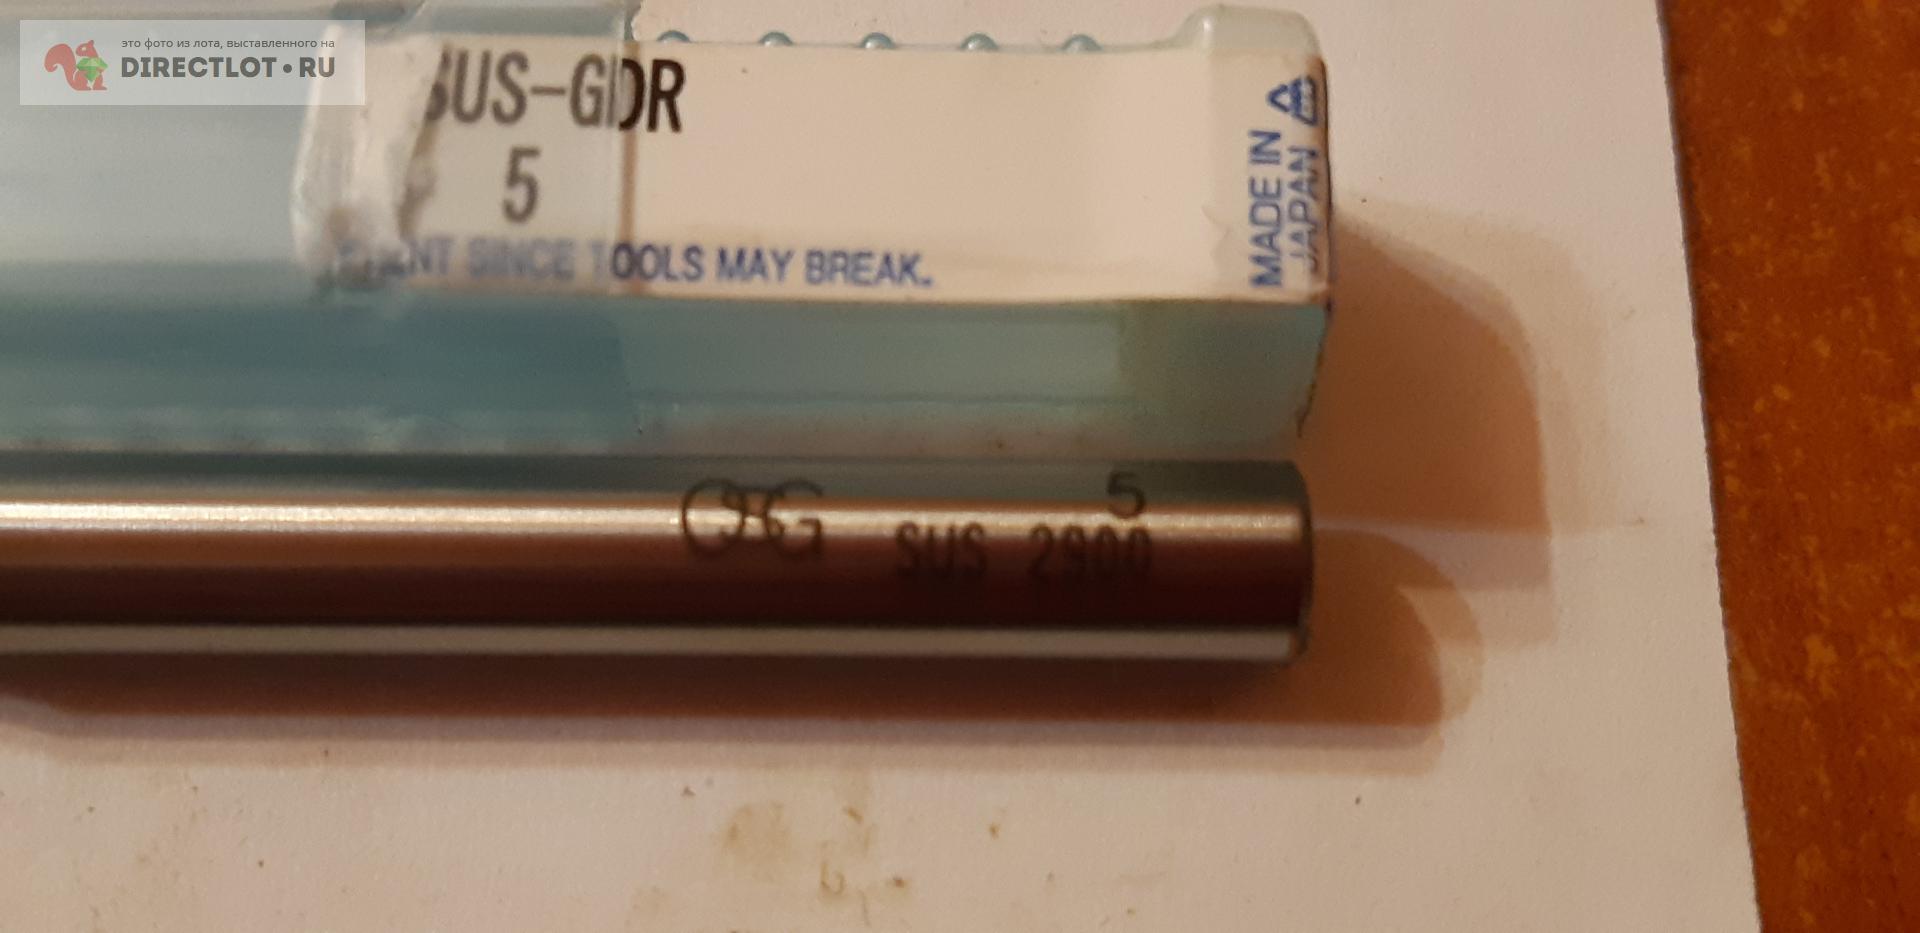 это фото из лота, выставленного на
DIRECTLOT•RU
SUS-GDR
5
SINCE TOOLS MAY BREAK.
MADE IN
JAPAN
OSG
5
SUS 2900